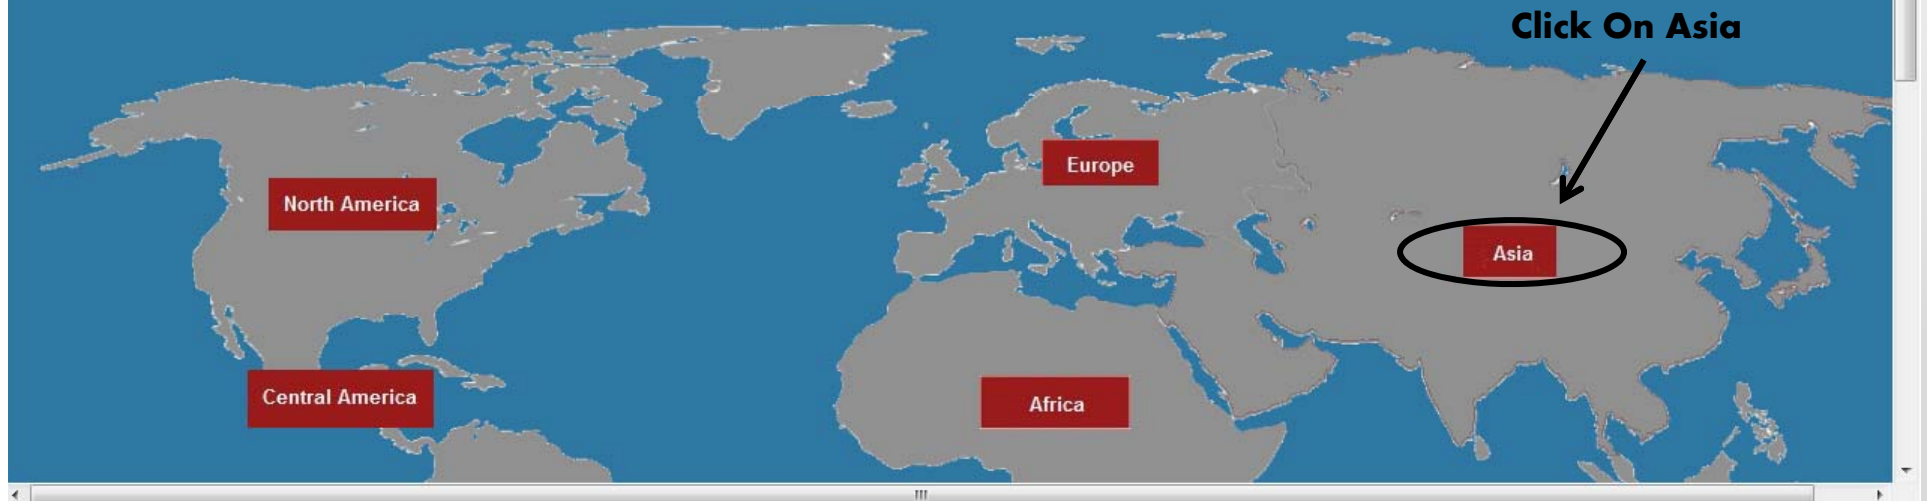 Click On Asia
Europe
North America
Asia
Central America
Africa